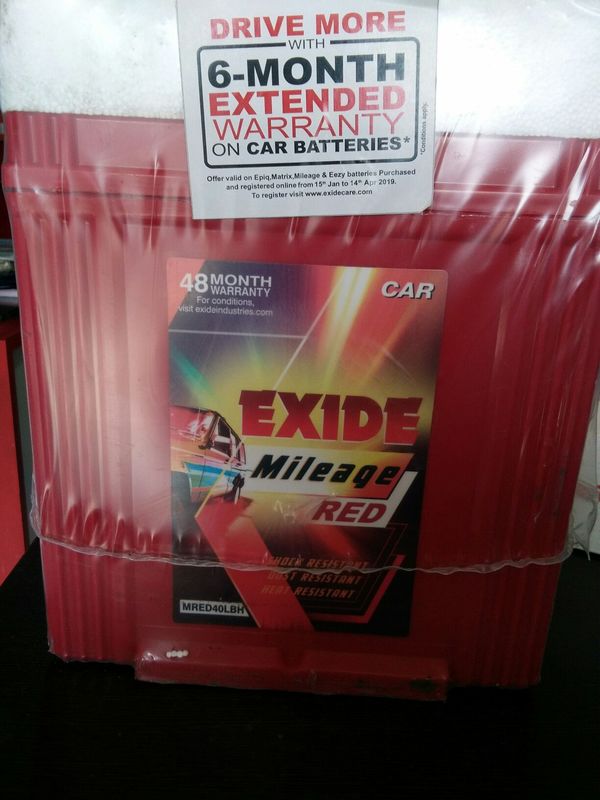 DRIVE MORE
WITH
6-MONTH
EXTENDED
WARRANTY
ON CAR BATTERIES*
*Conditions apply.
Offer valid on Epiq,Matrix,Mileage & Eezy batteries Purchased
and registered online from 15th Jan to 14th Apr 2019.
To register visit www.exidecare.com
48 MONTH
WARRANTY
For conditions,
visit exideindustries.com
CAR
EXIDE
Mileage
RED
SHOCK RESISTANT
DUST RESISTANT
HEAT RESISTANT
MRED40LBH